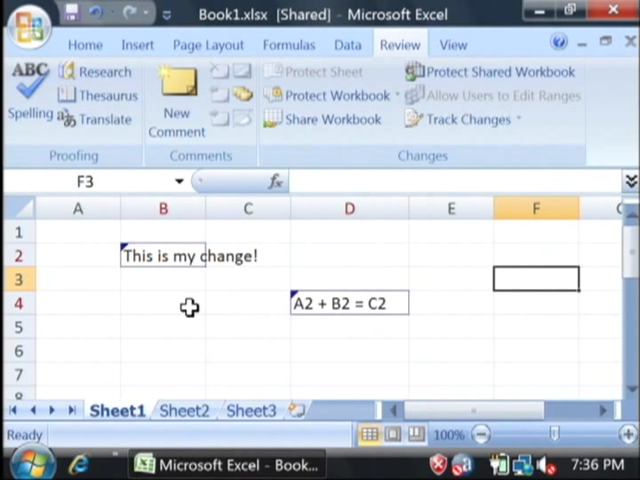 Book1.xlsx [Shared] - Microsoft Excel
Home Insert Page Layout Formulas Data Review View
ABC Spelling
Research
Thesaurus
Translate
Proofing
New Comment
Comments
Protect Sheet
Protect Workbook
Share Workbook
Protect Shared Workbook
Allow Users to Edit Ranges
Track Changes
Changes
F3 fx
A B C D E F
1
2 This is my change!
3
4 A2 + B2 = C2
5
6
7
Sheet1 Sheet2 Sheet3
Ready 100%
Microsoft Excel - Book... 7:36 PM